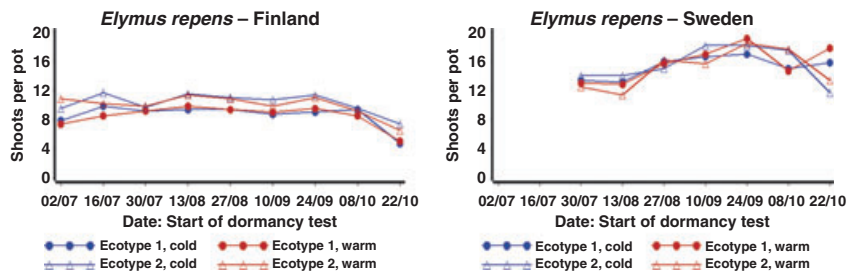 Elymus repens – Finland
Shoots per pot
20
16
12
8
4
0
02/07 16/07 30/07 13/08 27/08 10/09 24/09 08/10 22/10
Date: Start of dormancy test
Ecotype 1, cold Ecotype 1, warm
Ecotype 2, cold Ecotype 2, warm
Elymus repens – Sweden
Shoots per pot
20
16
12
8
4
0
02/07 16/07 30/07 13/08 27/08 10/09 24/09 08/10 22/10
Date: Start of dormancy test
Ecotype 1, cold Ecotype 1, warm
Ecotype 2, cold Ecotype 2, warm